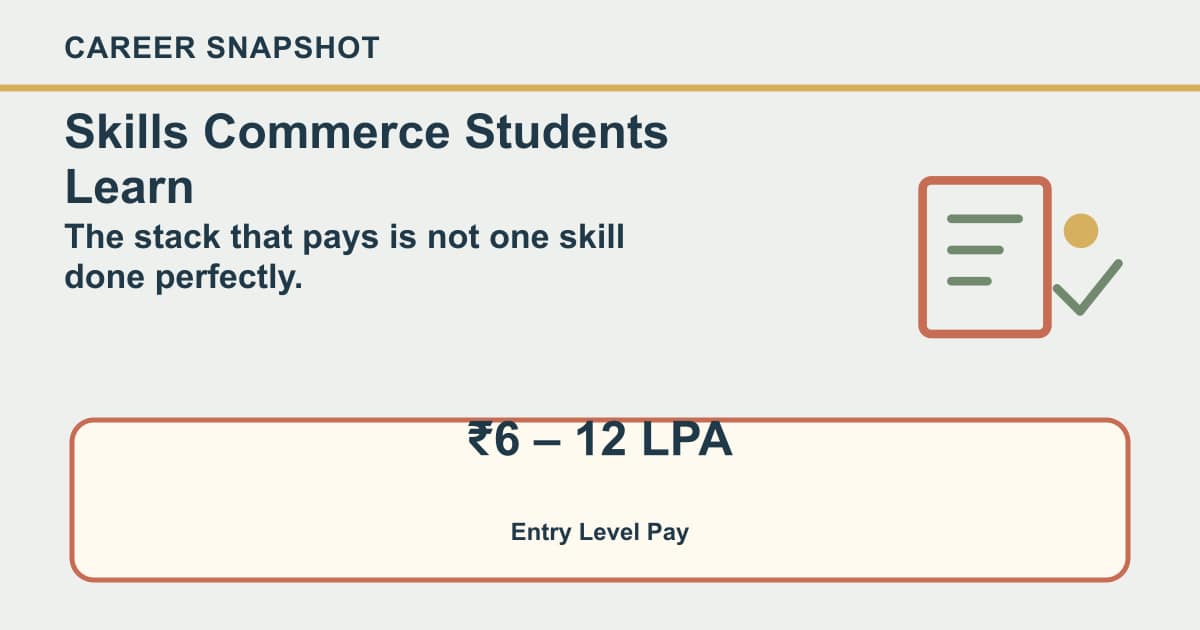 CAREER SNAPSHOT
Skills Commerce Students
Learn
The stack that pays is not one skill
done perfectly.
₹6 – 12 LPA
Entry Level Pay